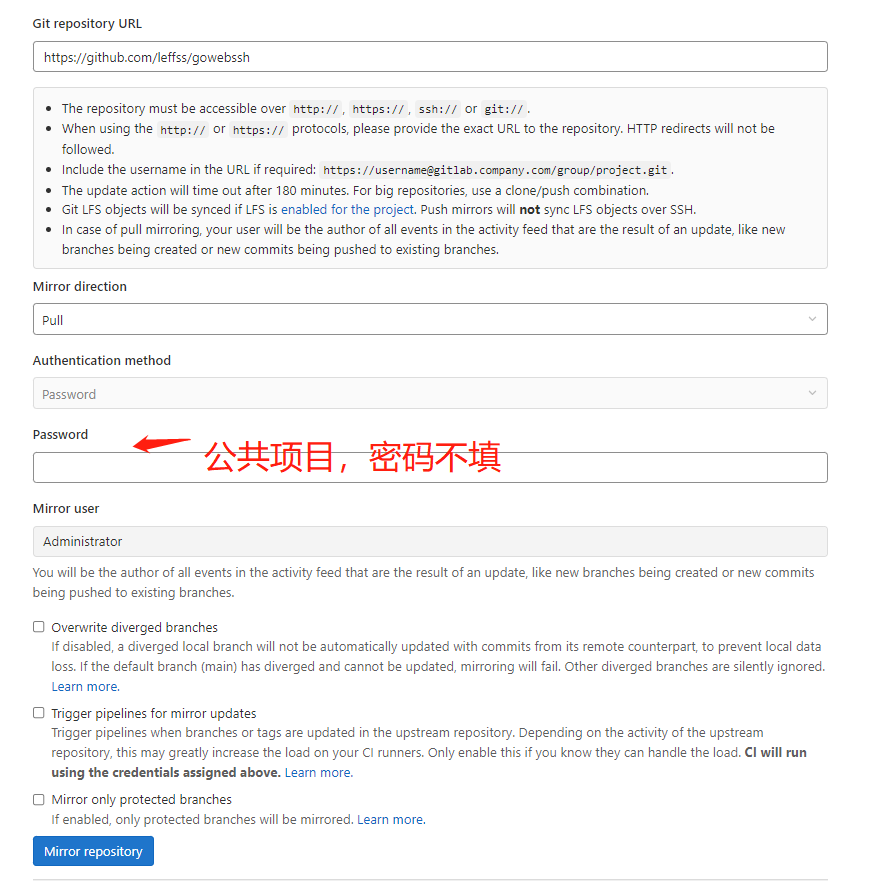 Git repository URL
https://github.com/leffss/gowebssh
The repository must be accessible over http://, https://, ssh:// or git://.
When using the http:// or https:// protocols, please provide the exact URL to the repository. HTTP redirects will not be
followed.
Include the username in the URL if required: https://username@gitlab.company.com/group/project.git.
The update action will time out after 180 minutes. For big repositories, use a clone/push combination.
Git LFS objects will be synced if LFS is enabled for the project. Push mirrors will not sync LFS objects over SSH.
In case of pull mirroring, your user will be the author of all events in the activity feed that are the result of an update, like new
branches being created or new commits being pushed to existing branches.
Mirror direction
Pull
Authentication method
Password
Password
公共项目，密码不填
Mirror user
Administrator
You will be the author of all events in the activity feed that are the result of an update, like new branches being created or new commits
being pushed to existing branches.
Overwrite diverged branches
If disabled, a diverged local branch will not be automatically updated with commits from its remote counterpart, to prevent local data
loss. If the default branch (main) has diverged and cannot be updated, mirroring will fail. Other diverged branches are silently ignored.
Learn more.
Trigger pipelines for mirror updates
Trigger pipelines when branches or tags are updated in the upstream repository. Depending on the activity of the upstream
repository, this may greatly increase the load on your CI runners. Only enable this if you know they can handle the load. CI will run
using the credentials assigned above. Learn more.
Mirror only protected branches
If enabled, only protected branches will be mirrored. Learn more.
Mirror repository